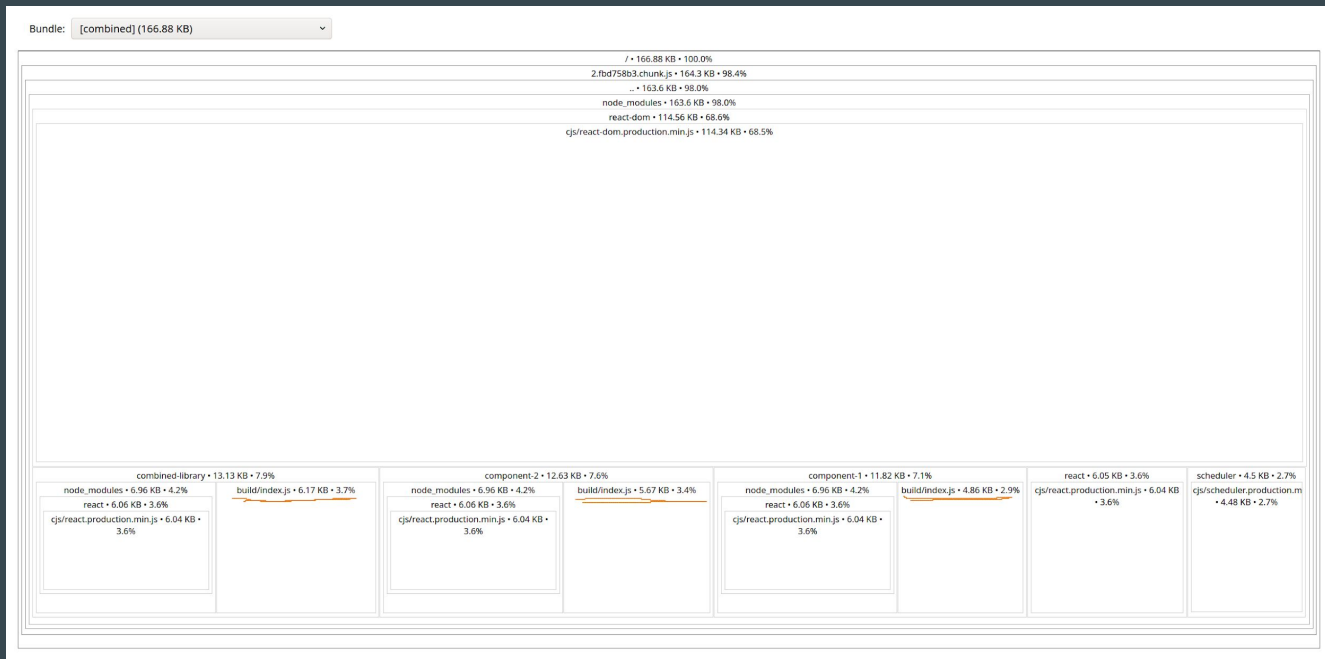 Bundle: [combined] (166.88 KB)
/ • 166.88 KB • 100.0%
2.fbd758b3.chunk.js • 164.3 KB • 98.4%
.. • 163.6 KB • 98.0%
node_modules • 163.6 KB • 98.0%
react-dom • 114.56 KB • 68.6%
cjs/react-dom.production.min.js • 114.34 KB • 68.5%
combined-library • 13.13 KB • 7.9%
node_modules • 6.96 KB • 4.2%
react • 6.06 KB • 3.6%
cjs/react.production.min.js • 6.04 KB •
3.6%
build/index.js • 6.17 KB • 3.7%
component-2 • 12.63 KB • 7.6%
node_modules • 6.96 KB • 4.2%
react • 6.06 KB • 3.6%
cjs/react.production.min.js • 6.04 KB •
3.6%
build/index.js • 5.67 KB • 3.4%
component-1 • 11.82 KB • 7.1%
node_modules • 6.96 KB • 4.2%
react • 6.06 KB • 3.6%
cjs/react.production.min.js • 6.04 KB •
3.6%
build/index.js • 4.86 KB • 2.9%
react • 6.05 KB • 3.6%
cjs/react.production.min.js • 6.04 KB
• 3.6%
scheduler • 4.5 KB • 2.7%
cjs/scheduler.production.m
• 4.48 KB • 2.7%